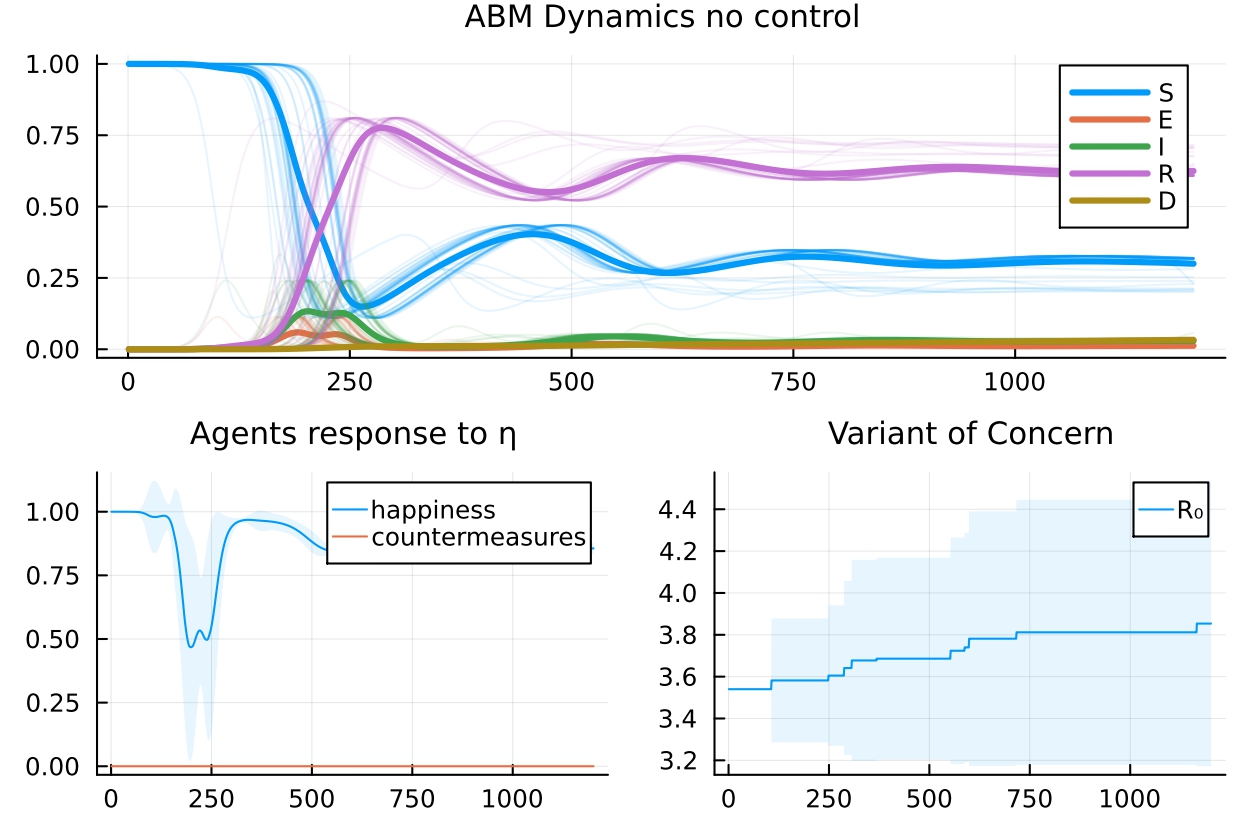 ABM Dynamics no control
1.00
0.75
0.50
0.25
0.00
S
E
I
R
D
0 250 500 750 1000
Agents response to η
1.00
0.75
0.50
0.25
0.00
happiness
countermeasures
0 250 500 750 1000
Variant of Concern
4.4
4.2
4.0
3.8
3.6
3.4
3.2
R₀
0 250 500 750 1000